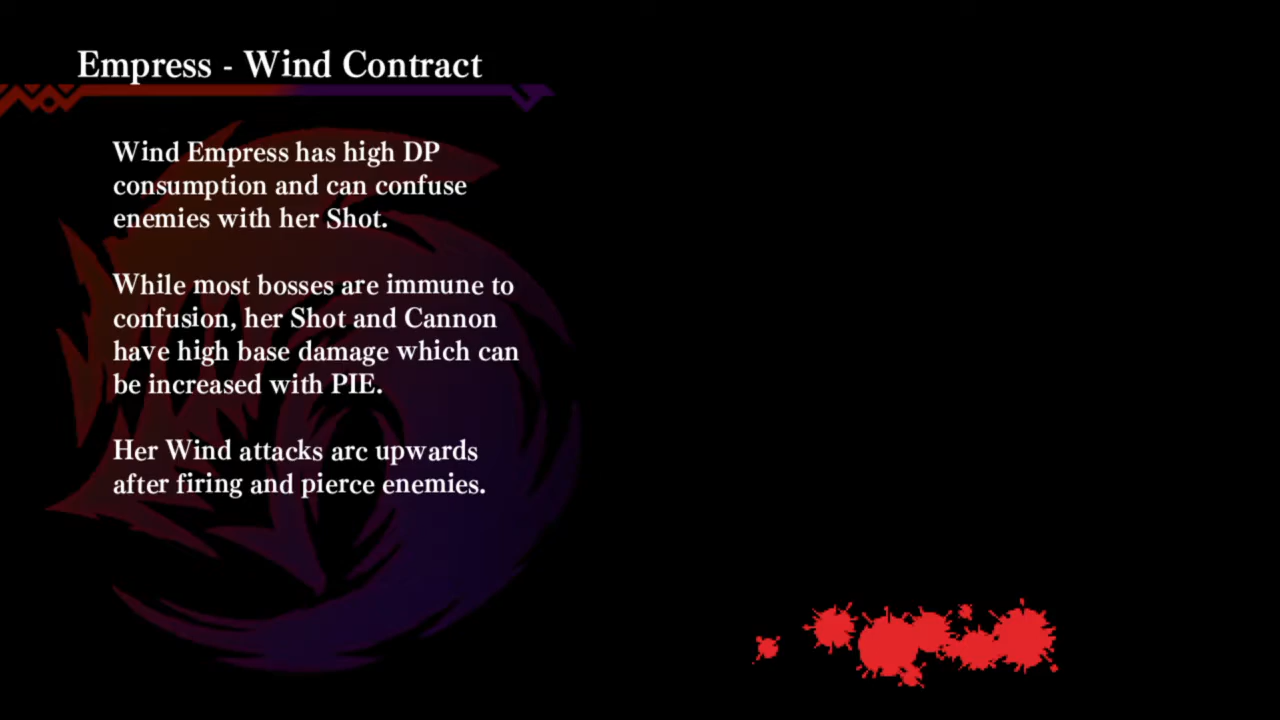 Empress - Wind Contract
Wind Empress has high DP
consumption and can confuse
enemies with her Shot.
While most bosses are immune to
confusion, her Shot and Cannon
have high base damage which can
be increased with PIE.
Her Wind attacks arc upwards
after firing and pierce enemies.